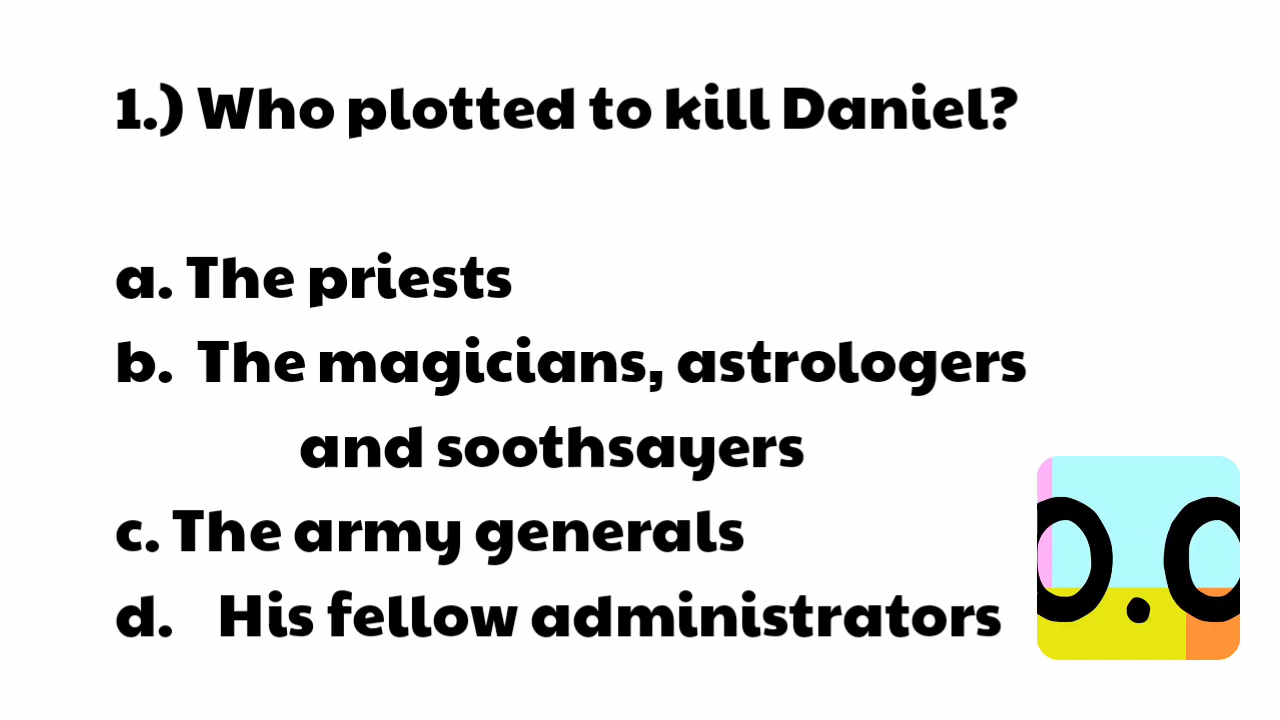 1.) Who plotted to kill Daniel?
a. The priests
b. The magicians, astrologers
and soothsayers
c. The army generals
d. His fellow administrators